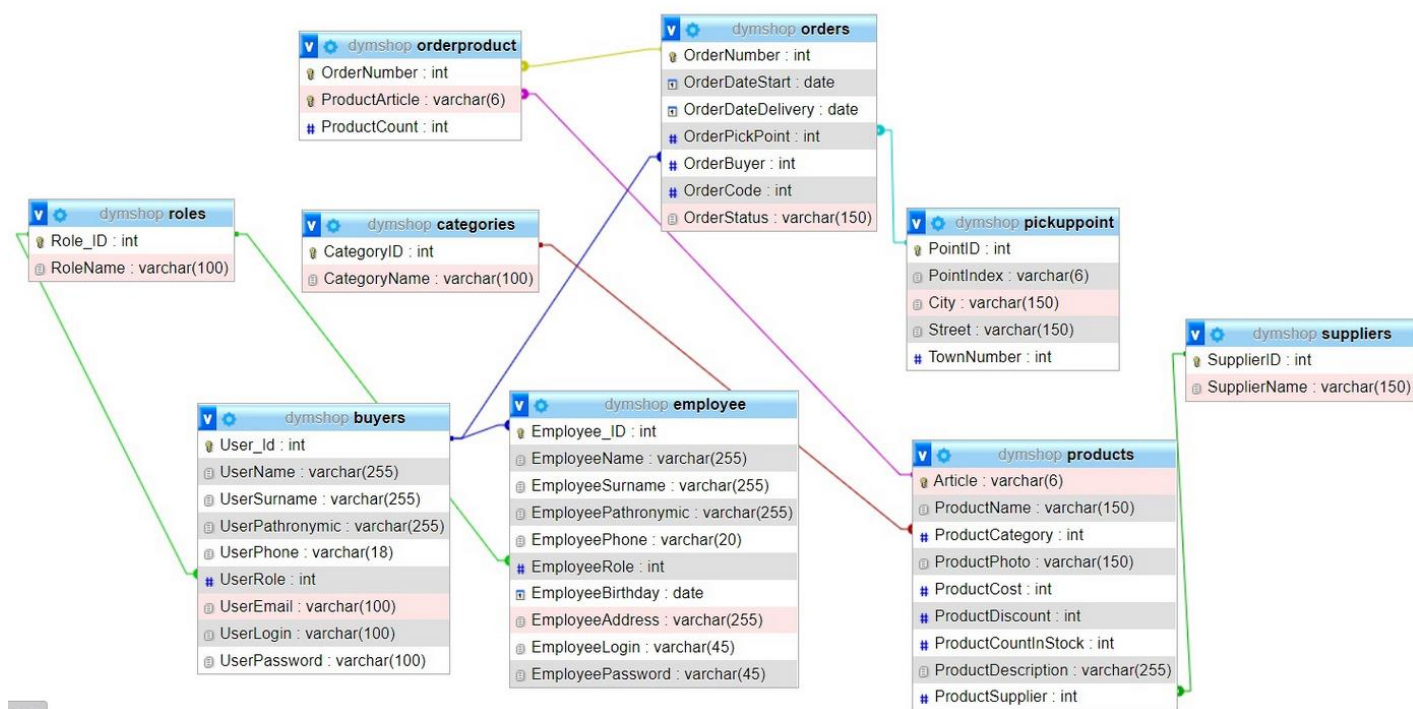 dymshop orderproduct
OrderNumber : int
ProductArticle : varchar(6)
ProductCount : int
dymshop orders
OrderNumber : int
OrderDateStart : date
OrderDateDelivery : date
OrderPickPoint : int
OrderBuyer : int
OrderCode : int
OrderStatus : varchar(150)
dymshop roles
Role_ID : int
RoleName : varchar(100)
dymshop categories
CategoryID : int
CategoryName : varchar(100)
dymshop pickuppoint
PointID : int
PointIndex : varchar(6)
City : varchar(150)
Street : varchar(150)
TownNumber : int
dymshop suppliers
SupplierID : int
SupplierName : varchar(150)
dymshop buyers
User_Id : int
UserName : varchar(255)
UserSurname : varchar(255)
UserPathronymic : varchar(255)
UserPhone : varchar(18)
UserRole : int
UserEmail : varchar(100)
UserLogin : varchar(100)
UserPassword : varchar(100)
dymshop employee
Employee_ID : int
EmployeeName : varchar(255)
EmployeeSurname : varchar(255)
EmployeePathronymic : varchar(255)
EmployeePhone : varchar(20)
EmployeeRole : int
EmployeeBirthday : date
EmployeeAddress : varchar(255)
EmployeeLogin : varchar(45)
EmployeePassword : varchar(45)
dymshop products
Article : varchar(6)
ProductName : varchar(150)
ProductCategory : int
ProductPhoto : varchar(150)
ProductCost : int
ProductDiscount : int
ProductCountInStock : int
ProductDescription : varchar(255)
ProductSupplier : int